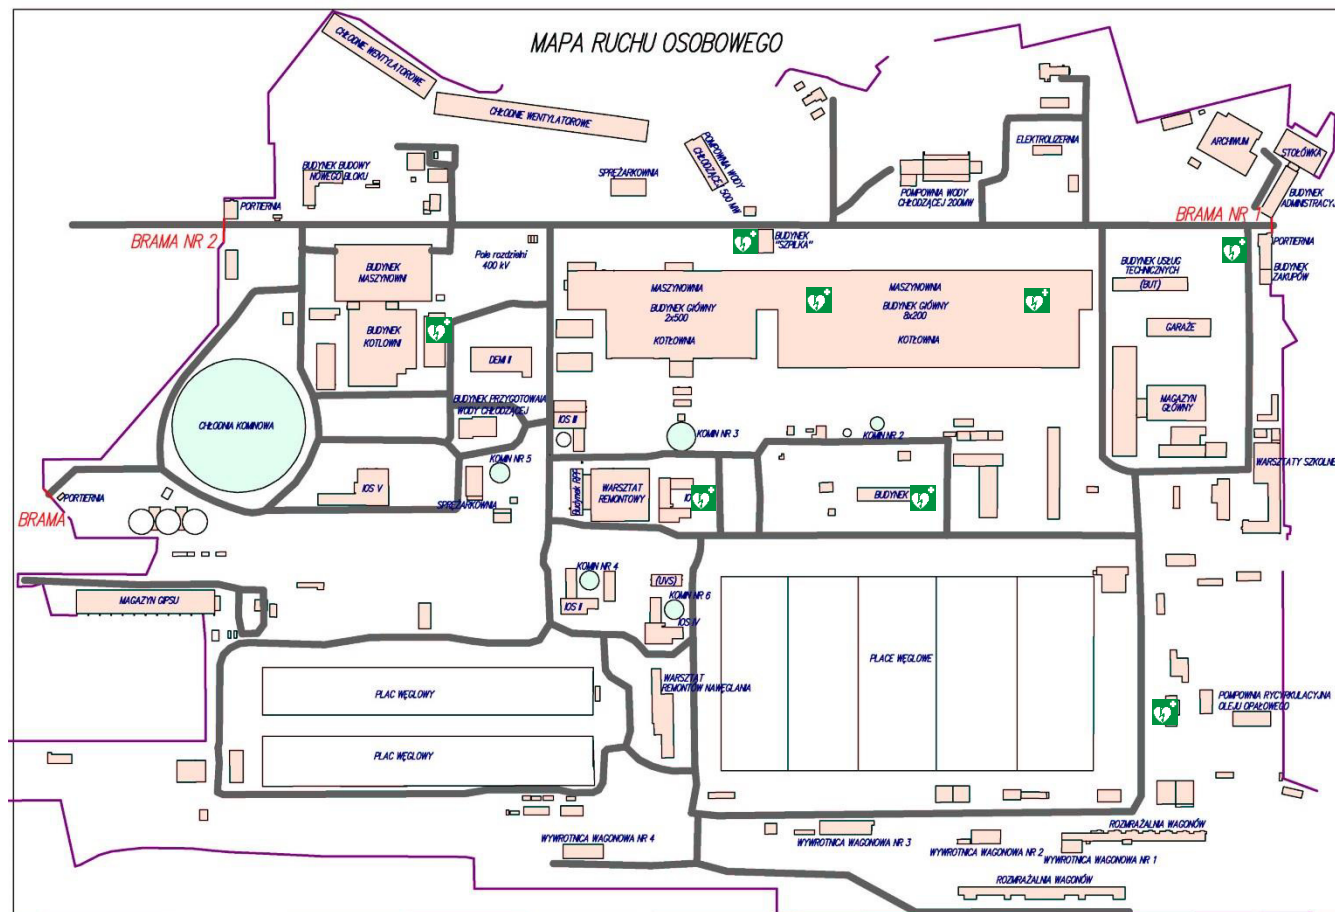 MAPA RUCHU OSOBOWEGO
CHŁODNIE WENTYLATOROWE
CHŁODNIE WENTYLATOROWE
BUDYNEK BUDOWY
NOWEGO BLOKU
PORTIERNIA
BRAMA NR 2
SPRĘŻARKOWNIA
POMPOWNIA WODY
CHŁODZĄCEJ 500 MW
POMPOWNIA WODY
CHŁODZĄCEJ 200MW
ELEKTROLIZERNIA
ARCHIWUM
STOŁÓWKA
BUDYNEK
ADMINISTRACYJ
BRAMA NR 1
PORTIERNIA
BUDYNEK
ZAKUPÓW
BUDYNEK
"SZPILKA"
Pole rozdzielni
400 kV
BUDYNEK
MASZYNOWNI
BUDYNEK
KOTŁOWNI
MASZYNOWNIA
BUDYNEK GŁÓWNY
2x500
KOTŁOWNIA
MASZYNOWNIA
BUDYNEK GŁÓWNY
8x200
KOTŁOWNIA
BUDYNEK USŁUG
TECHNICZNYCH
(BUT)
GARAŻE
MAGAZYN
GŁÓWNY
WARSZTATY SZKOLNE
DEMI II
BUDYNEK PRZYGOTOWAIA
WODY CHŁODZĄCEJ
CHŁODNIA KOMINOWA
IOS III
KOMIN NR 3
KOMIN NR 2
KOMIN NR 5
SPRĘŻARKOWNIA
IOS V
PORTIERNIA
BRAMA
Budynek RPP
WARSZTAT
REMONTOWY
BUDYNEK
KOMIN NR 4
IOS II
(UVS)
KOMIN NR 6
IOS IV
MAGAZYN GIPSU
PLAC WĘGLOWY
PLAC WĘGLOWY
WARSZTAT
REMONTÓW NAWĘGLANIA
PLACE WĘGLOWE
POMPOWNIA RYCYRKULACYJNA
OLEJU OPAŁOWEGO
WYWROTNICA WAGONOWA NR 4
WYWROTNICA WAGONOWA NR 3
WYWROTNICA WAGONOWA NR 2
WYWROTNICA WAGONOWA NR 1
ROZMRAŻALNIA WAGONÓW
ROZMRAŻALNIA WAGONÓW